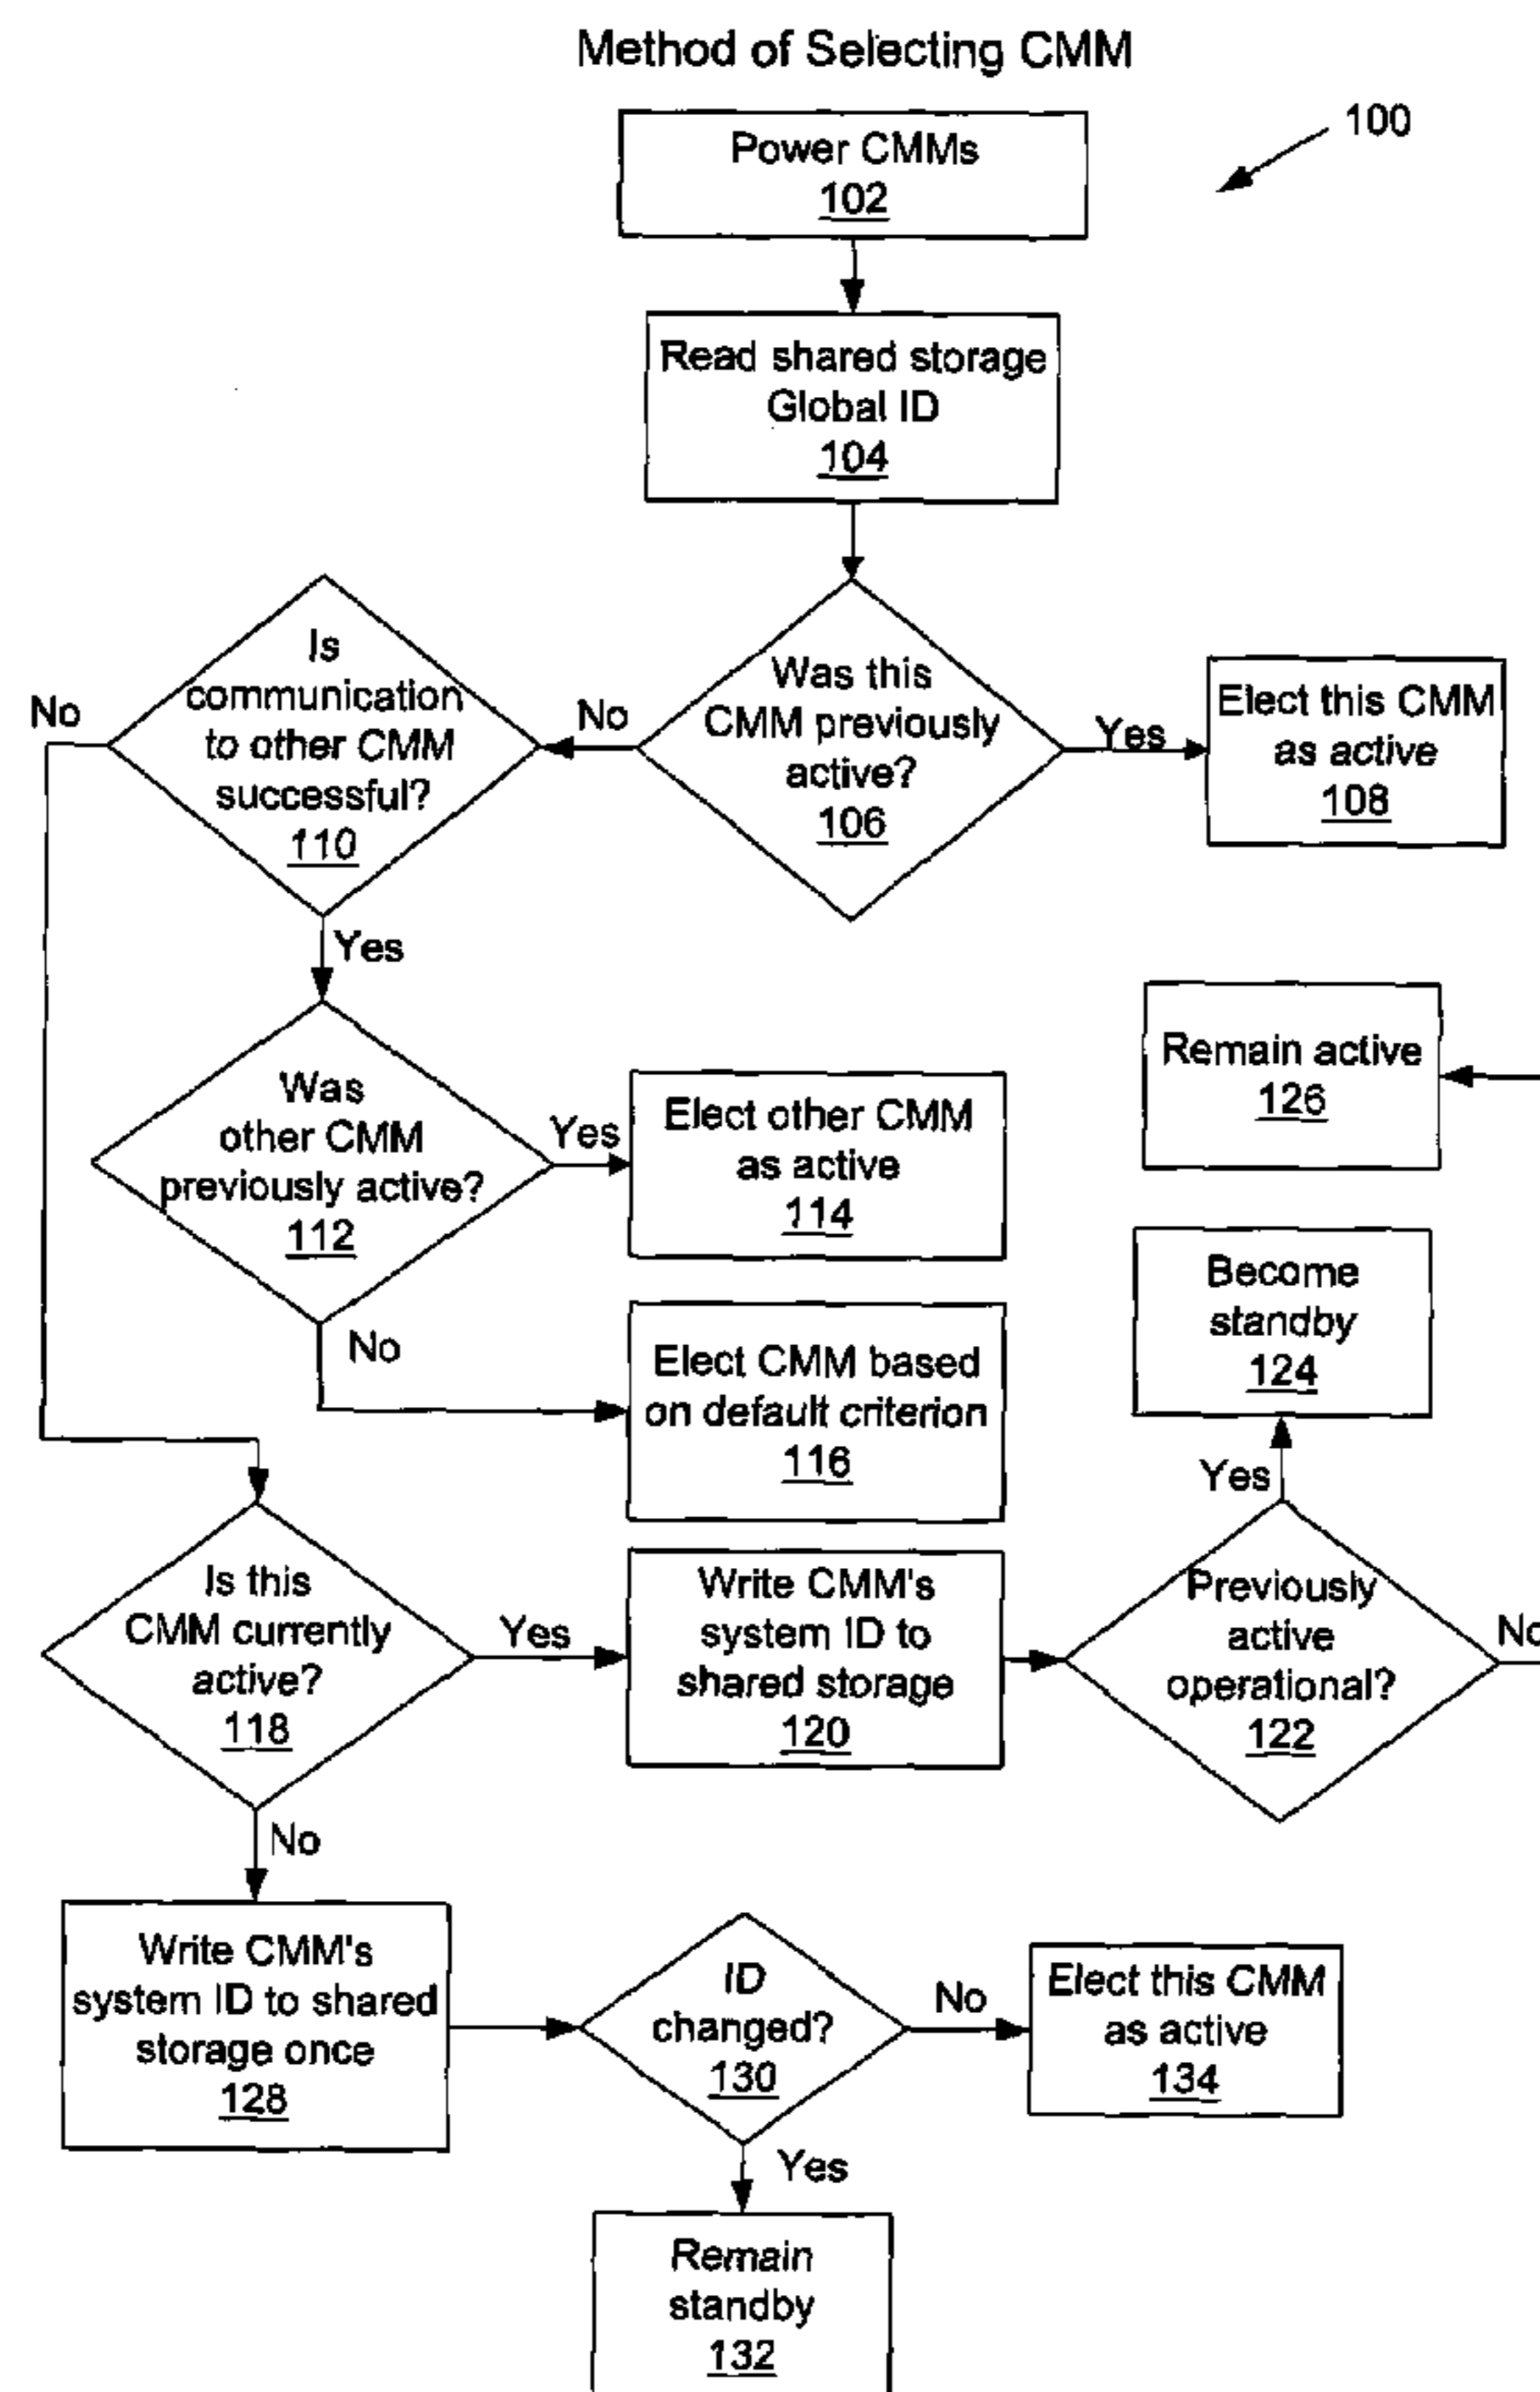 Method of Selecting CMM
100
Power CMMs
102
Read shared storage
Global ID
104
Was this
CMM previously
active?
106
Yes
Elect this CMM
as active
108
No
Is
communication
to other CMM
successful?
110
No
Yes
Was
other CMM
previously active?
112
Yes
Elect other CMM
as active
114
No
Elect CMM based
on default criterion
116
Remain active
126
Become
standby
124
Yes
Is this
CMM currently
active?
118
Yes
Write CMM's
system ID to
shared storage
120
Previously
active
operational?
122
No
No
Write CMM's
system ID to shared
storage once
128
ID
changed?
130
No
Elect this CMM
as active
134
Yes
Remain
standby
132